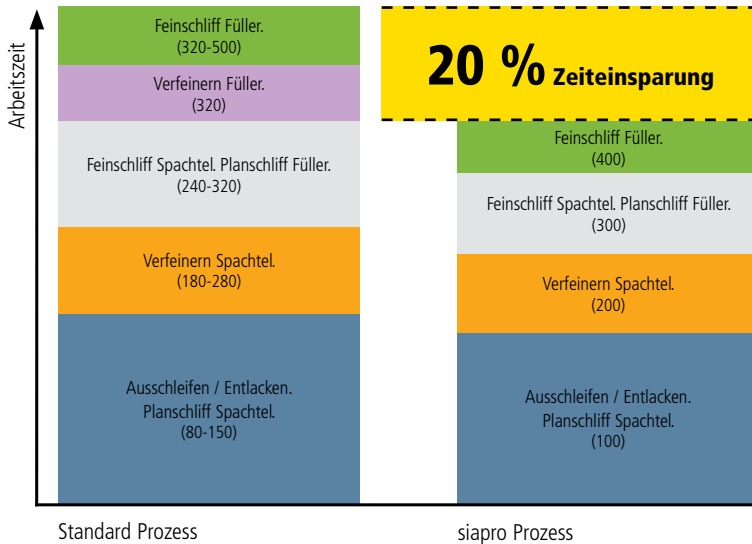 Arbeitszeit
Feinschliff Füller.
(320-500)
Verfeinern Füller.
(320)
Feinschliff Spachtel. Planschliff Füller.
(240-320)
Verfeinern Spachtel.
(180-280)
Ausschleifen / Entlacken.
Planschliff Spachtel.
(80-150)
Standard Prozess
20 % Zeiteinsparung
Feinschliff Füller.
(400)
Feinschliff Spachtel. Planschliff Füller.
(300)
Verfeinern Spachtel.
(200)
Ausschleifen / Entlacken.
Planschliff Spachtel.
(100)
siapro Prozess